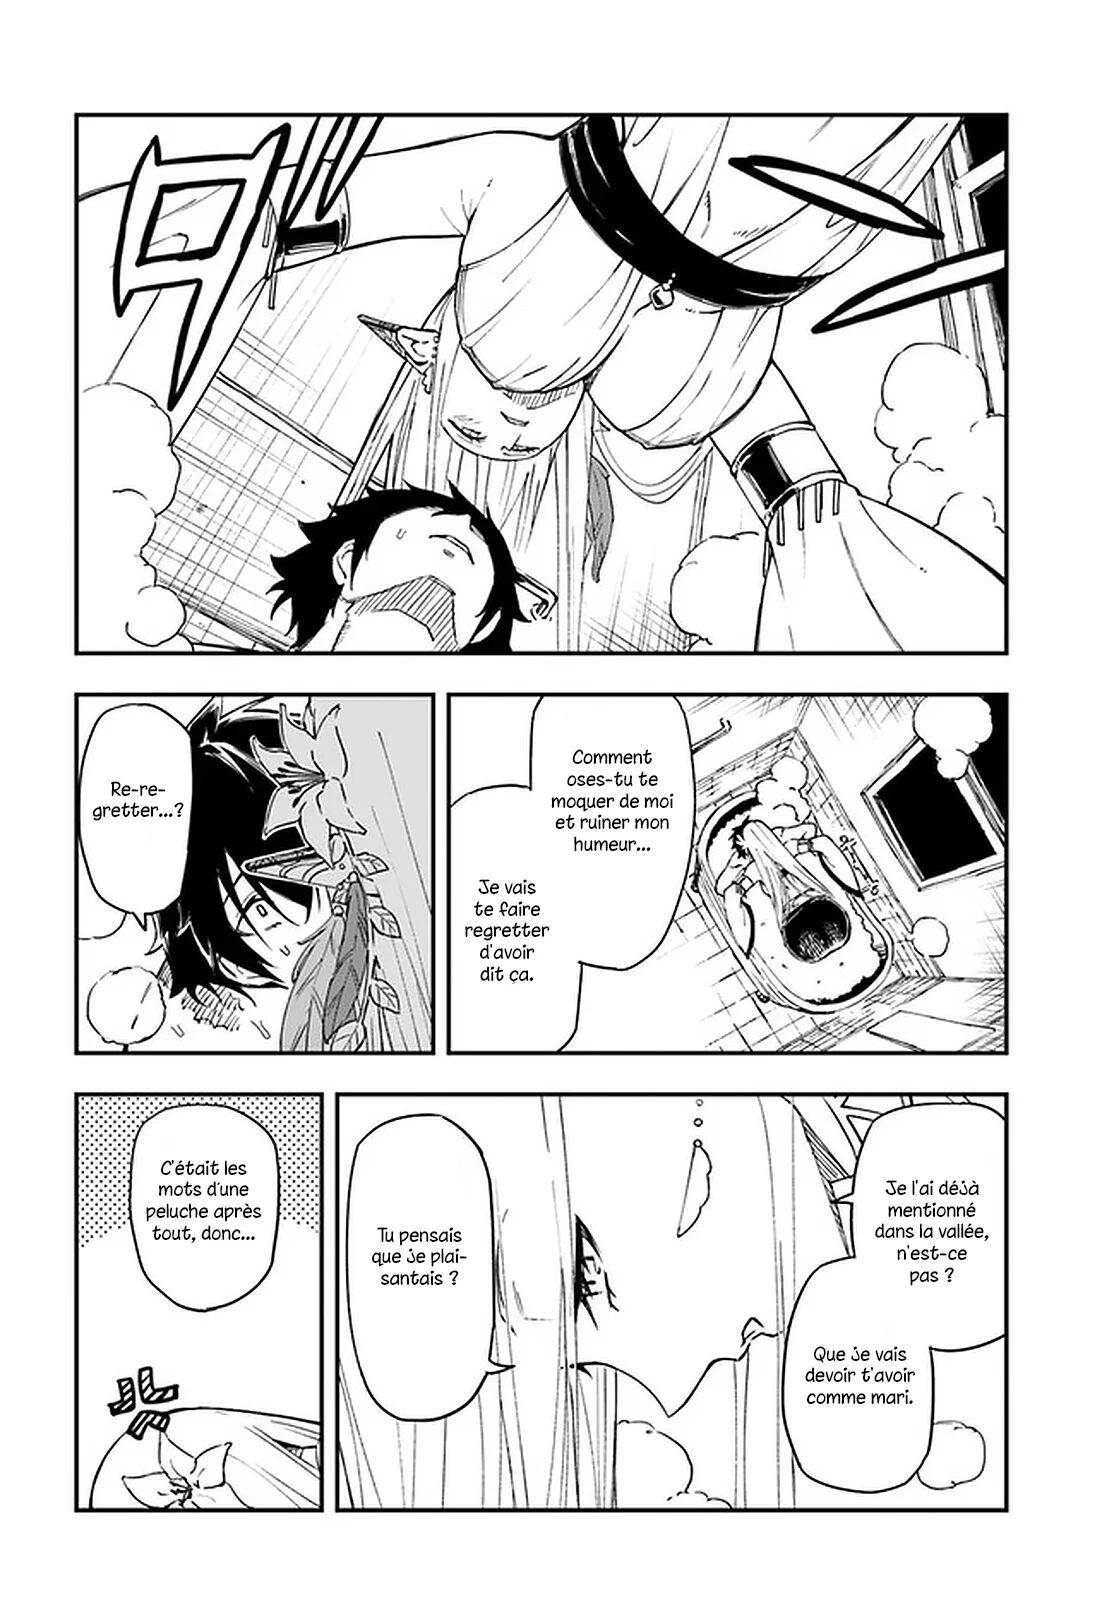 ダ
Comment
oses-tu te
moquer de moi
et ruiner mon
humeur...
Je vais
te faire
regretter
d'avoir
dit ça.
Re-re-
gretter...?
Je l'ai déjà
mentionné
dans la vallée,
n'est-ce
pas ?
Que je vais
devoir t'avoir
comme mari.
Tu pensais
que je plai-
santais ?
C'était les
mots d'une
peluche après
tout, donc...